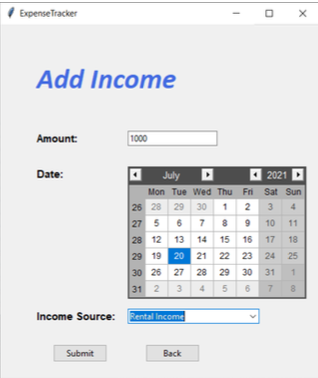 ExpenseTracker
Add Income
Amount: 1000
Date: July 2021
Mon Tue Wed Thu Fri Sat Sun
26 28 29 30 1 2 3 4
27 5 6 7 8 9 10 11
28 12 13 14 15 16 17 18
29 19 20 21 22 23 24 25
30 26 27 28 29 30 31 1
31 2 3 4 5 6 7 8
Income Source: Rental Income
Submit Back